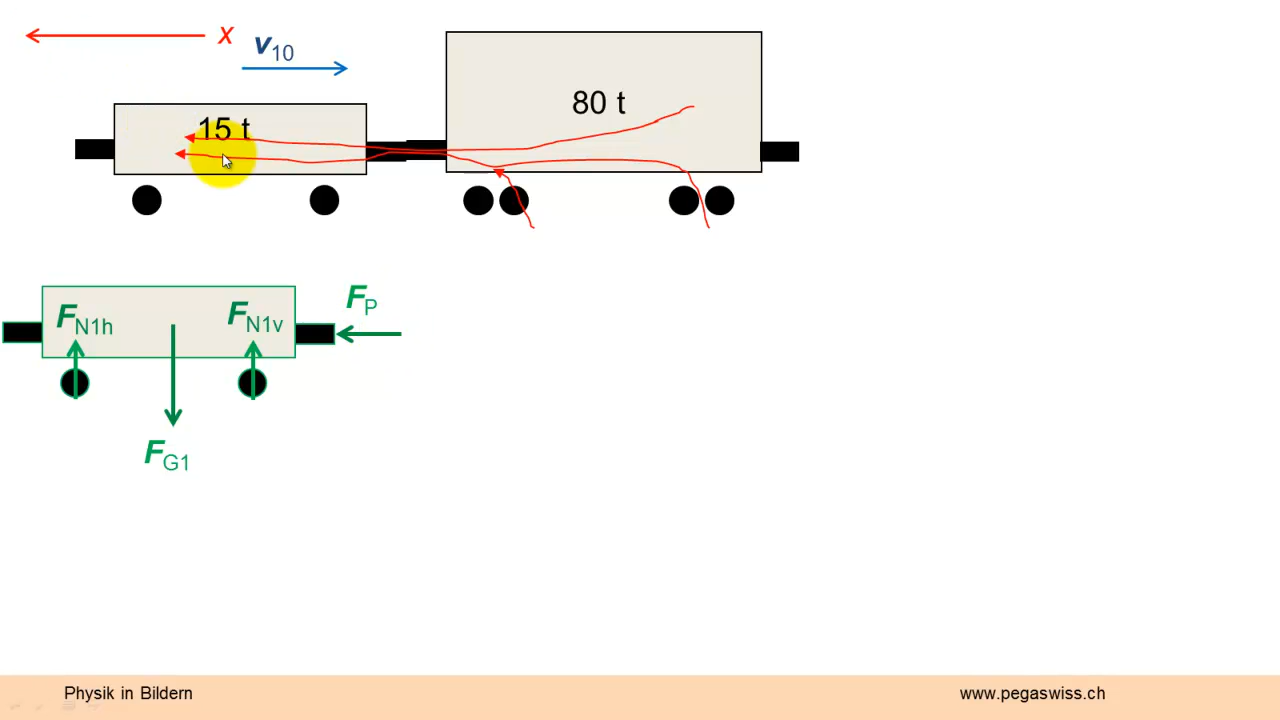 x
v10
15 t
80 t
FN1h
FN1v
FP
FG1
Physik in Bildern
www.pegaswiss.ch